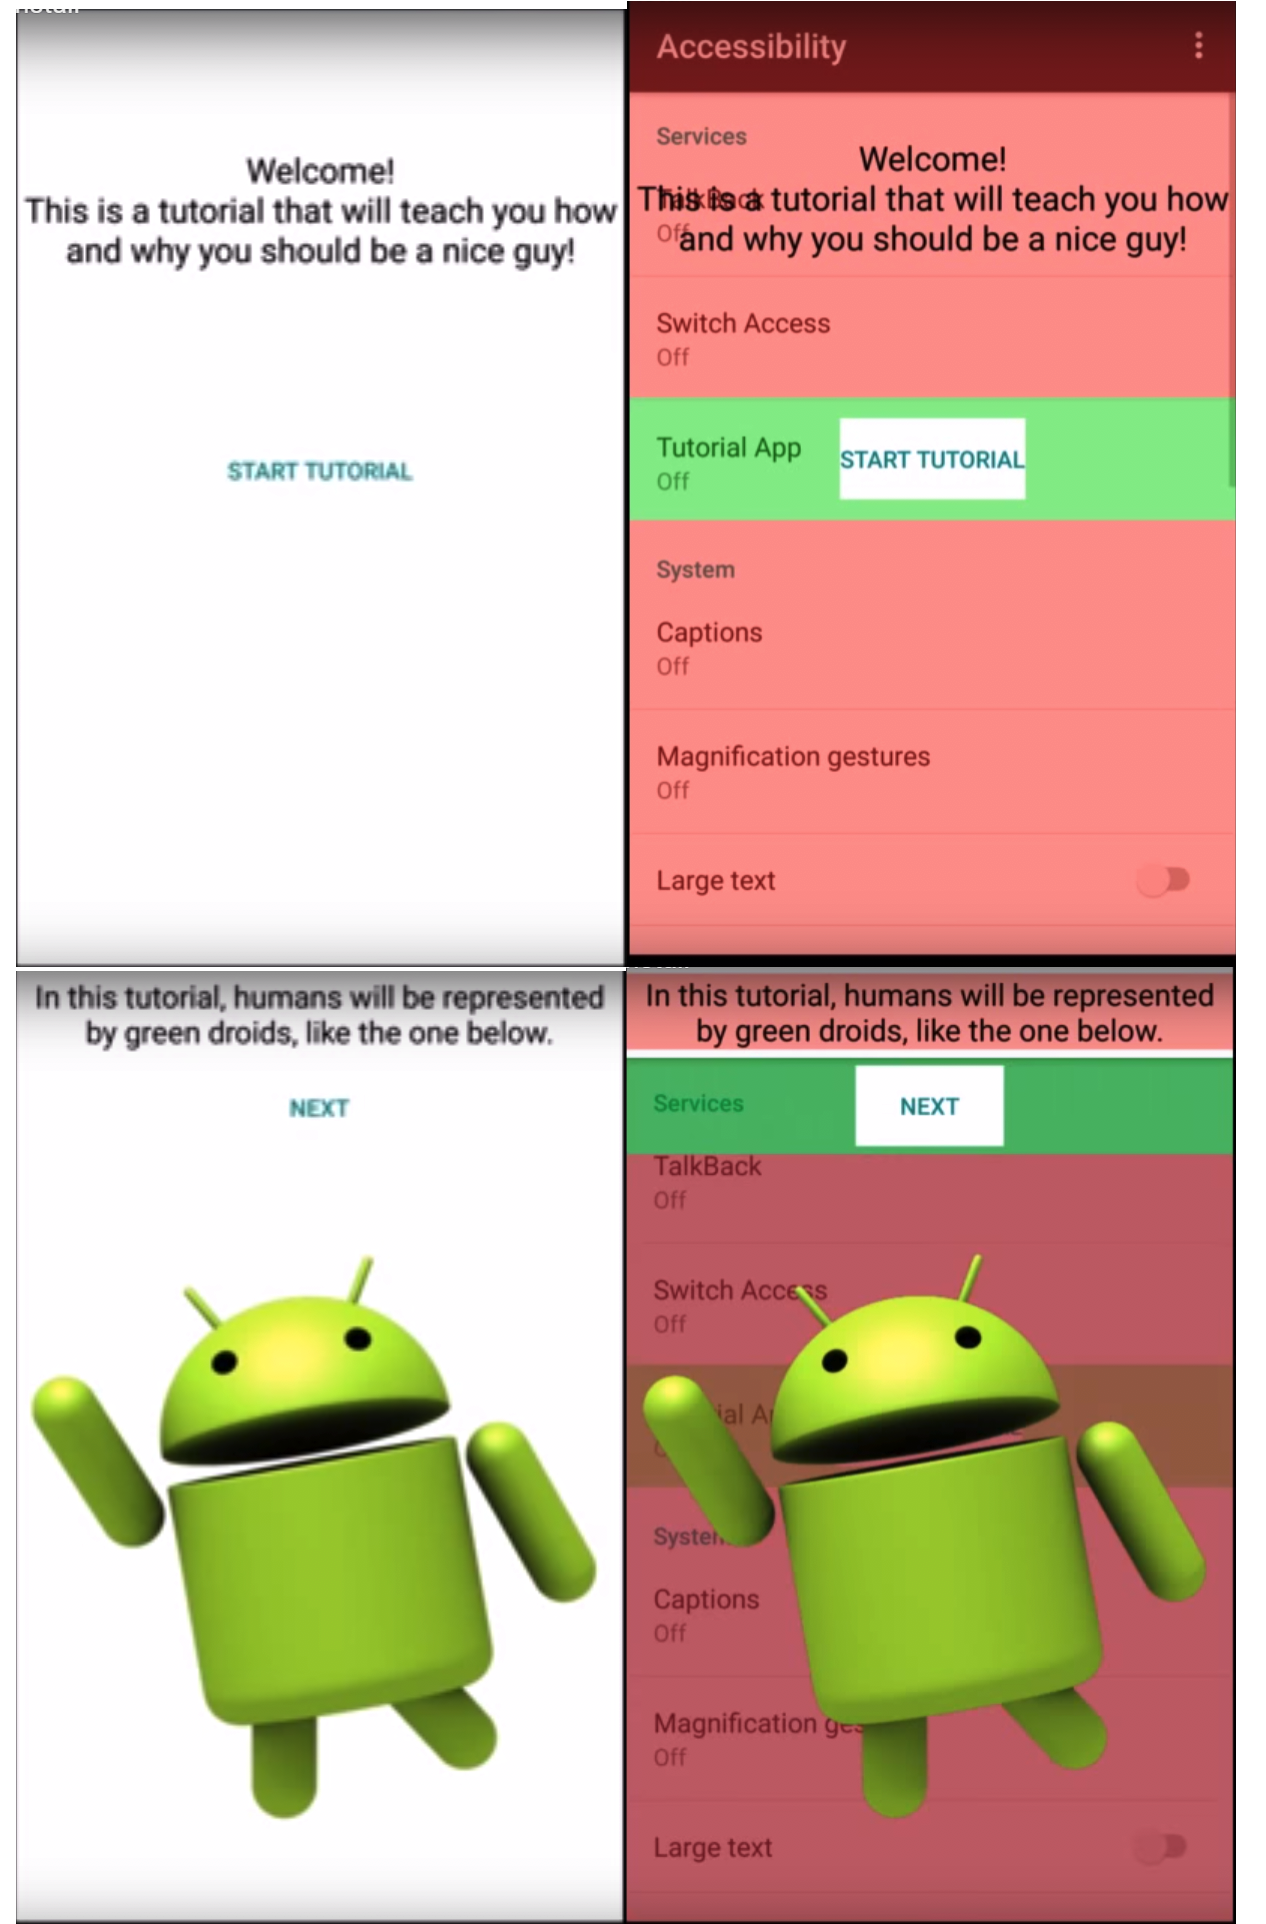 Welcome!
This is a tutorial that will teach you how
and why you should be a nice guy!
START TUTORIAL
Accessibility
Services
Welcome!
TalkBack
This is a tutorial that will teach you how
Off
and why you should be a nice guy!
Switch Access
Off
Tutorial App
START TUTORIAL
Off
System
Captions
Off
Magnification gestures
Off
Large text
In this tutorial, humans will be represented
by green droids, like the one below.
NEXT
In this tutorial, humans will be represented
by green droids, like the one below.
Services
NEXT
TalkBack
Off
Switch Access
Off
ial A
System
Captions
Off
Magnification ges
Off
Large text